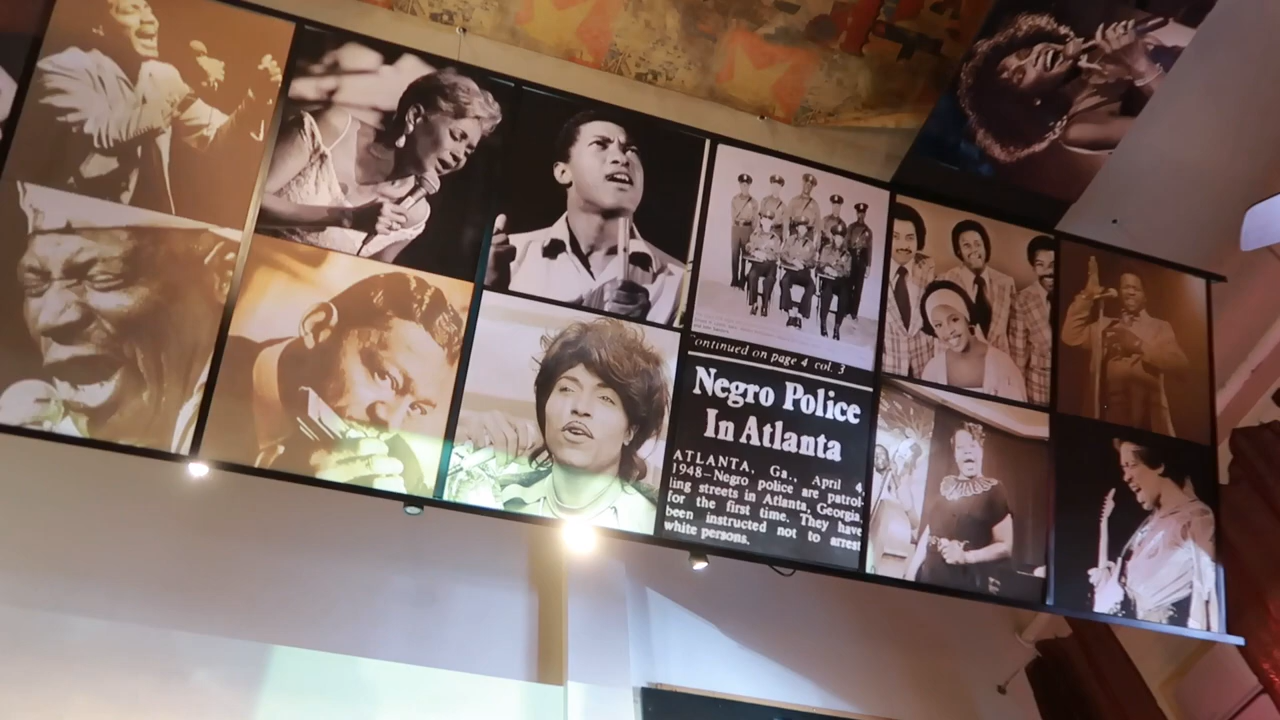 continued on page 4 col. 3
Negro Police
In Atlanta
ATLANTA, Ga., April 4,
1948—Negro police are patrol-
ling streets in Atlanta, Georgia,
for the first time. They have
been instructed not to arrest
white persons.